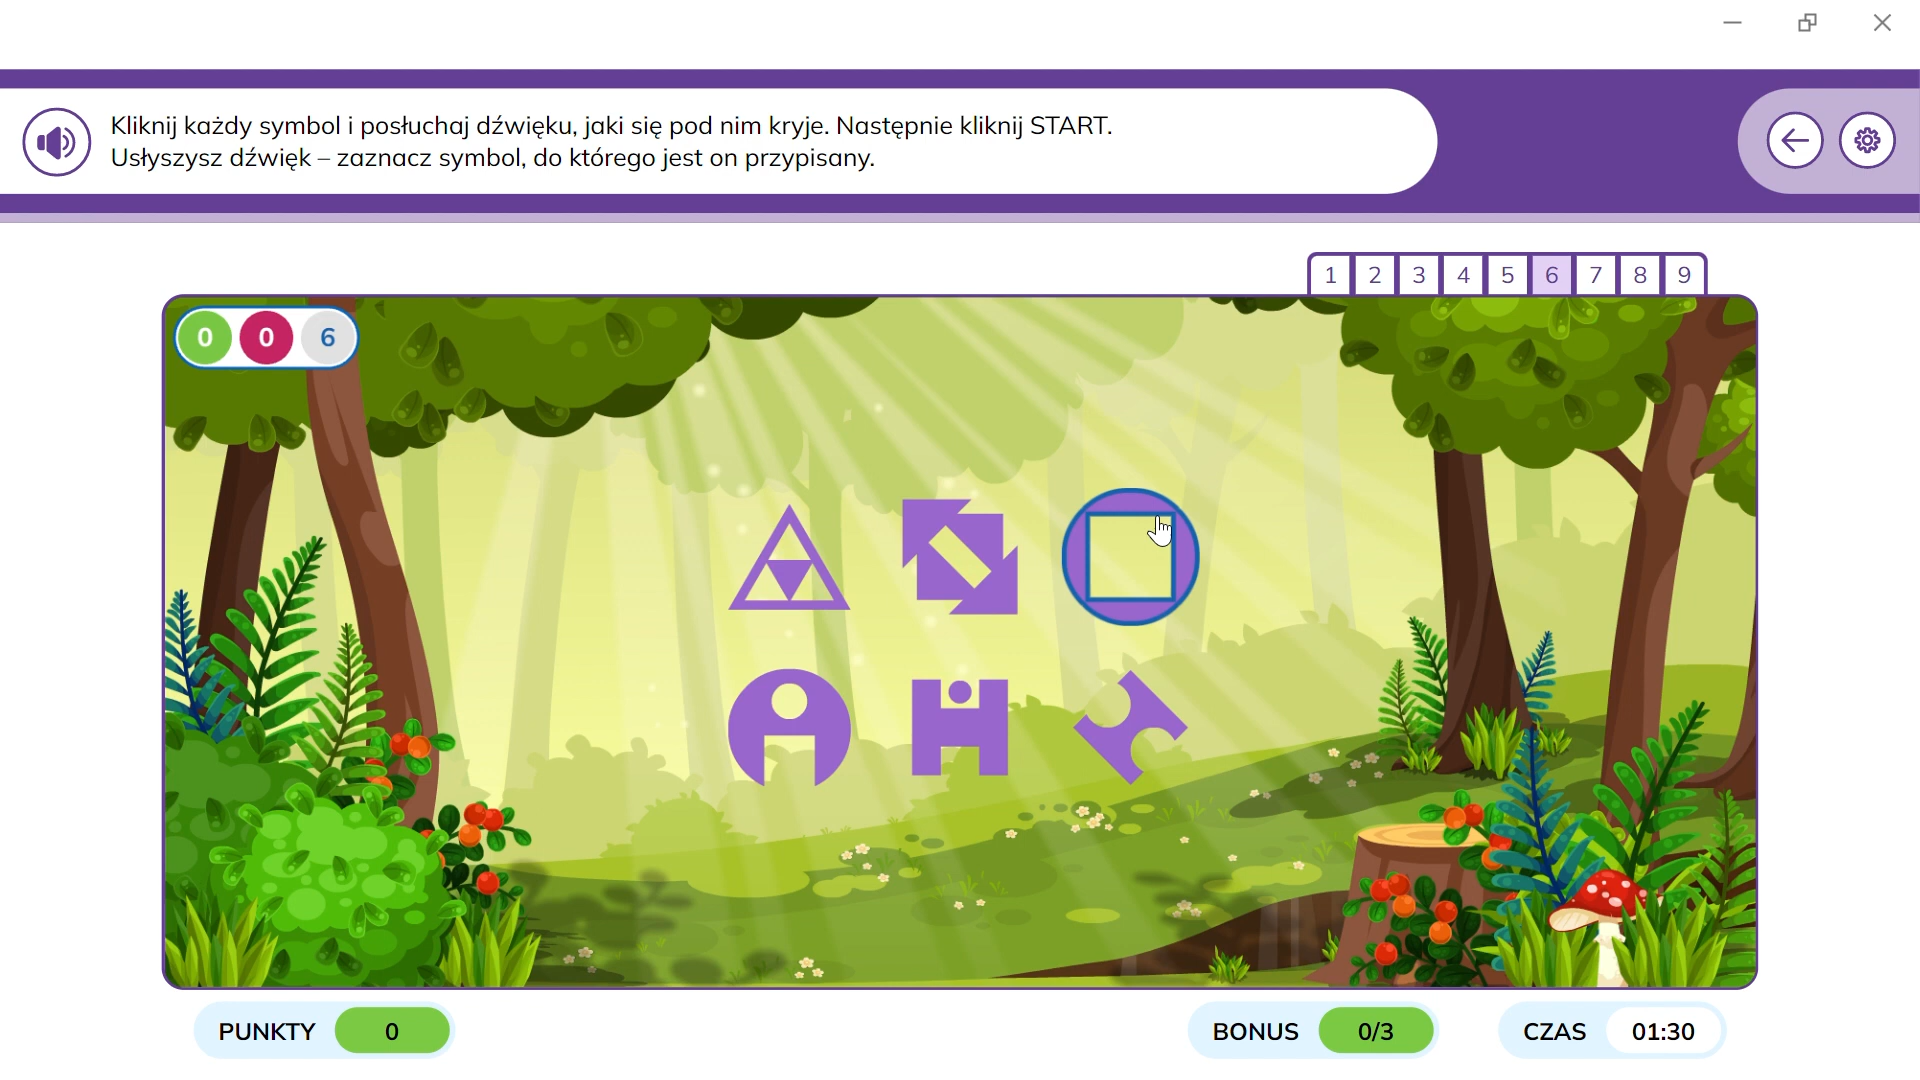 Kliknij każdy symbol i posłuchaj dźwięku, jaki się pod nim kryje. Następnie kliknij START.
Usłyszysz dźwięk – zaznacz symbol, do którego jest on przypisany.
1 2 3 4 5 6 7 8 9
0 0 6
PUNKTY 0 BONUS 0/3 CZAS 01:30